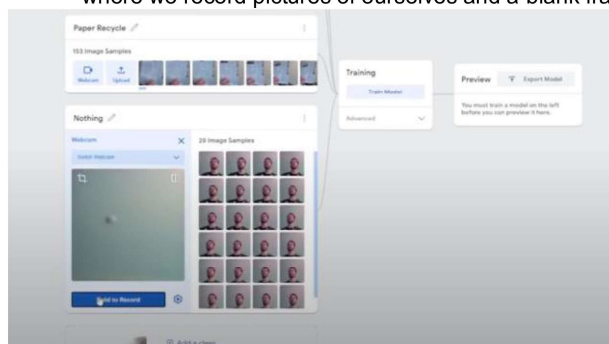 where we record pictures of ourselves and a blank fra
Paper Recycle
153 Image Samples
Webcam
Upload
Nothing
Webcam
28 Image Samples
Switch Webcam
Hold to Record
Add a class
Training
Train Model
Advanced
Preview
Export Model
You must train a model on the left
before you can preview it here.